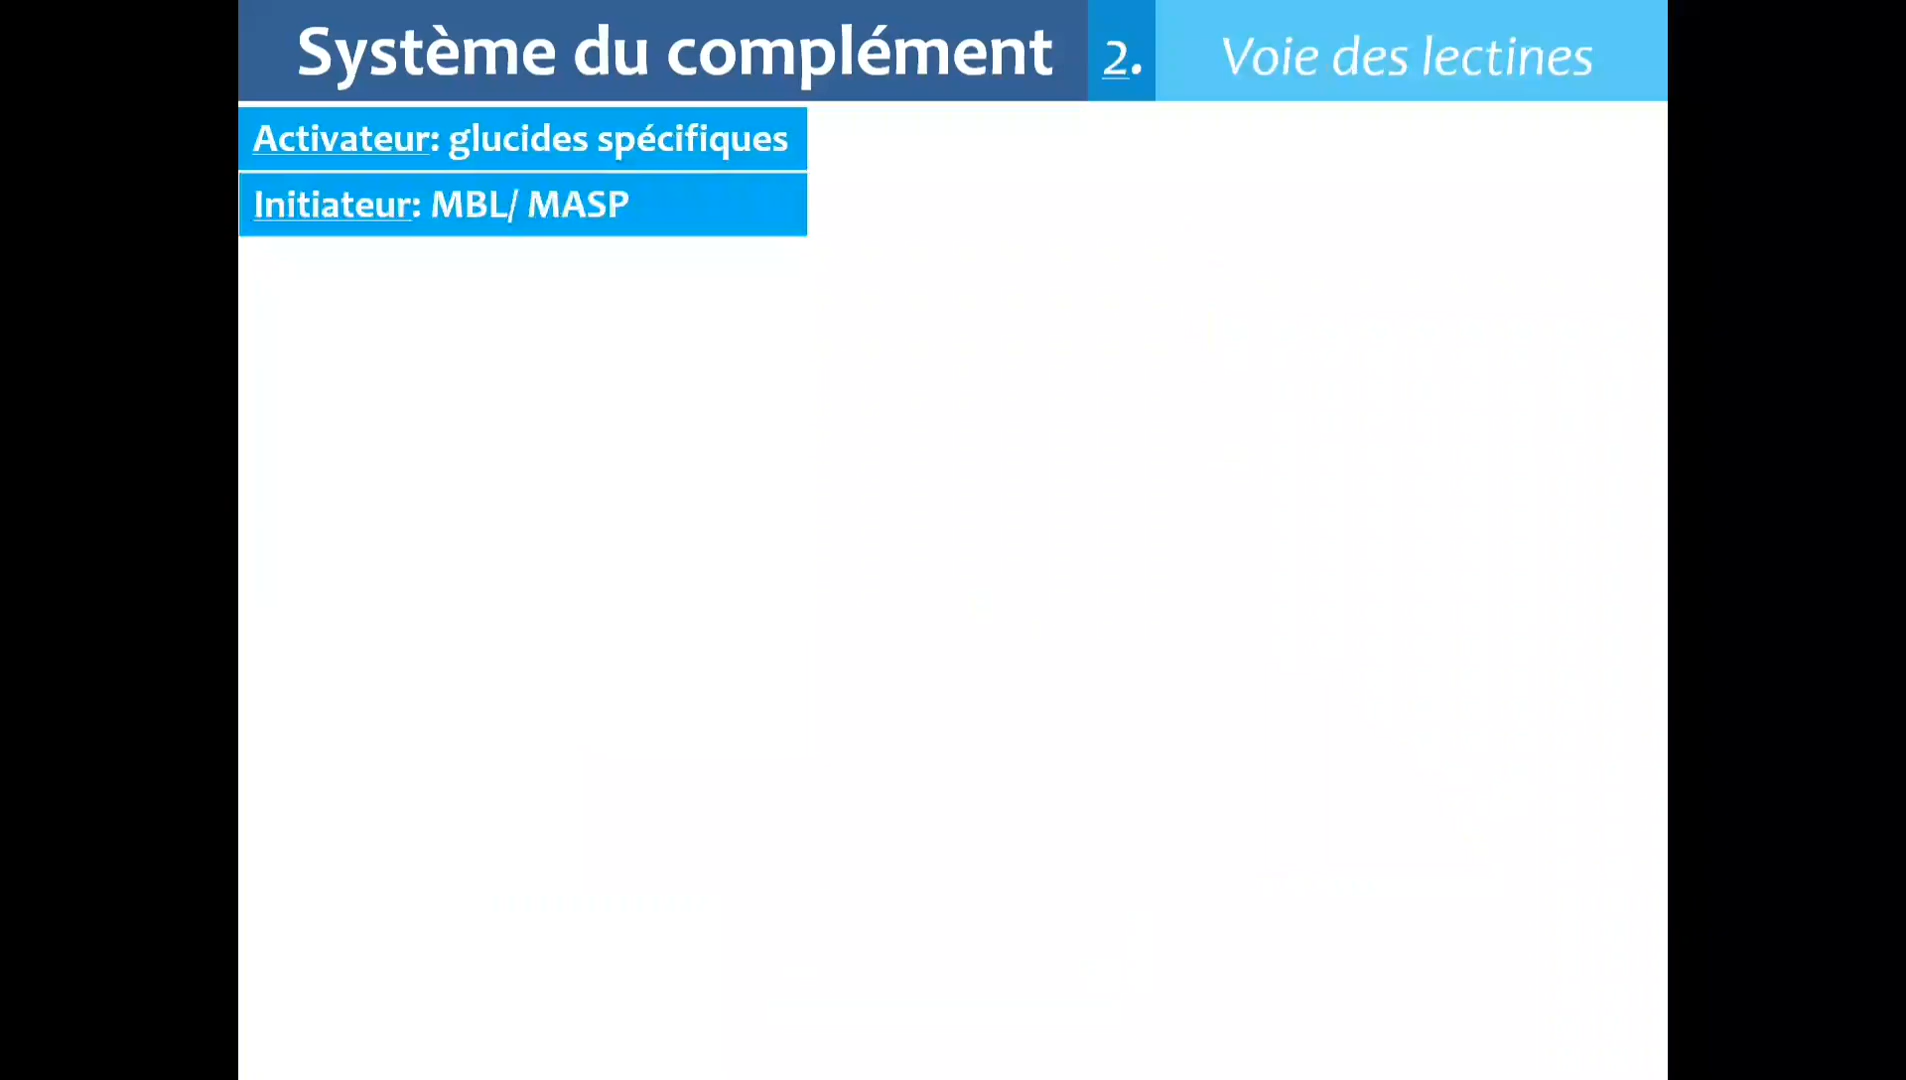 Système du complément 2. Voie des lectines
Activateur: glucides spécifiques
Initiateur: MBL/ MASP